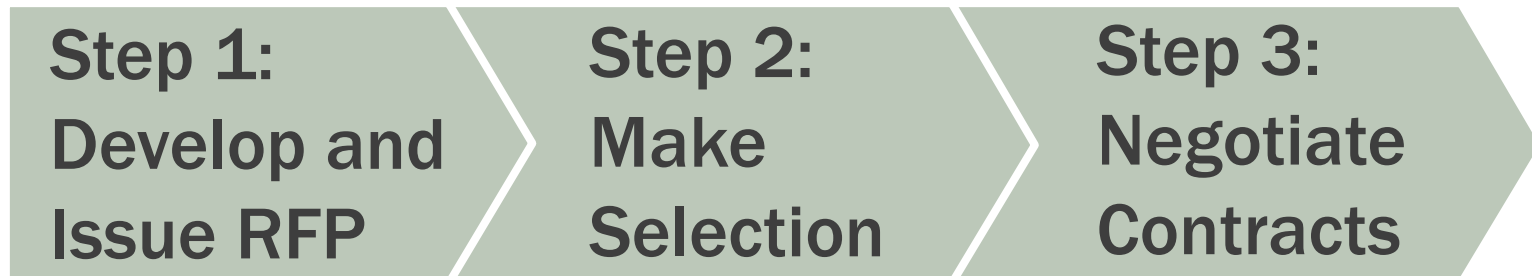 Step 1:
Develop and
Issue RFP
Step 2:
Make
Selection
Step 3:
Negotiate
Contracts